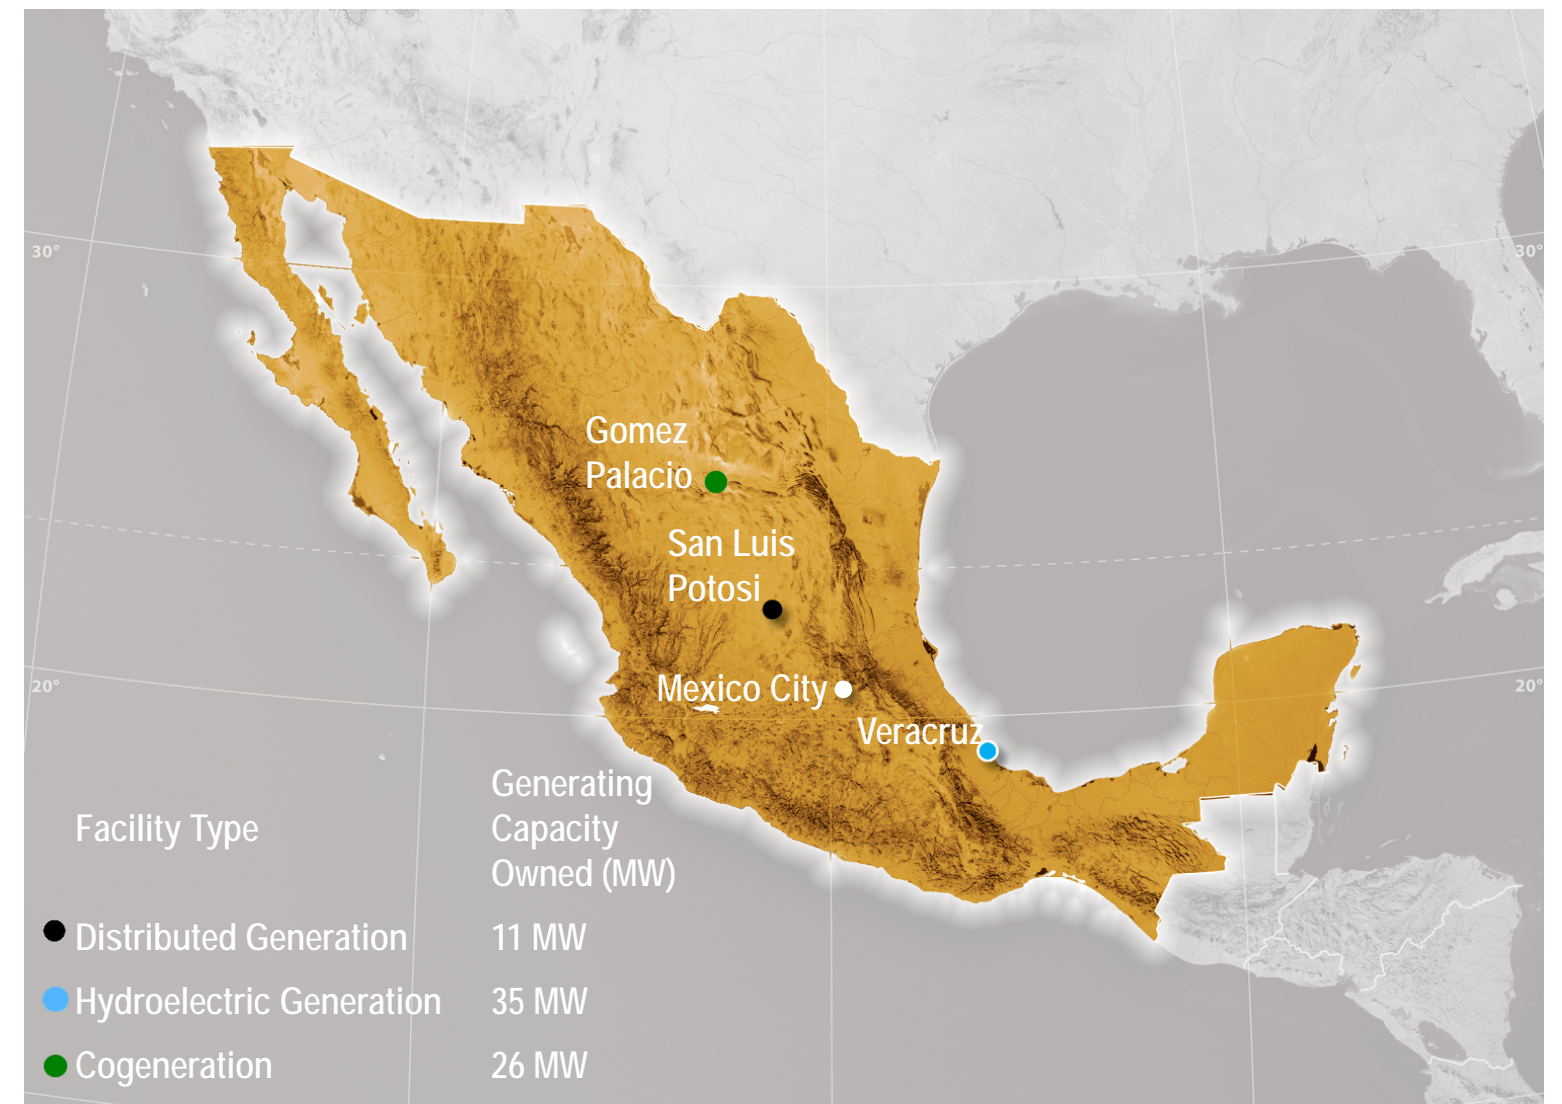 30°
30°
Gomez
Palacio
San Luis
Potosi
20°
20°
Mexico City
Veracruz
Facility Type
Generating
Capacity
Owned (MW)
Distributed Generation 11 MW
Hydroelectric Generation 35 MW
Cogeneration 26 MW